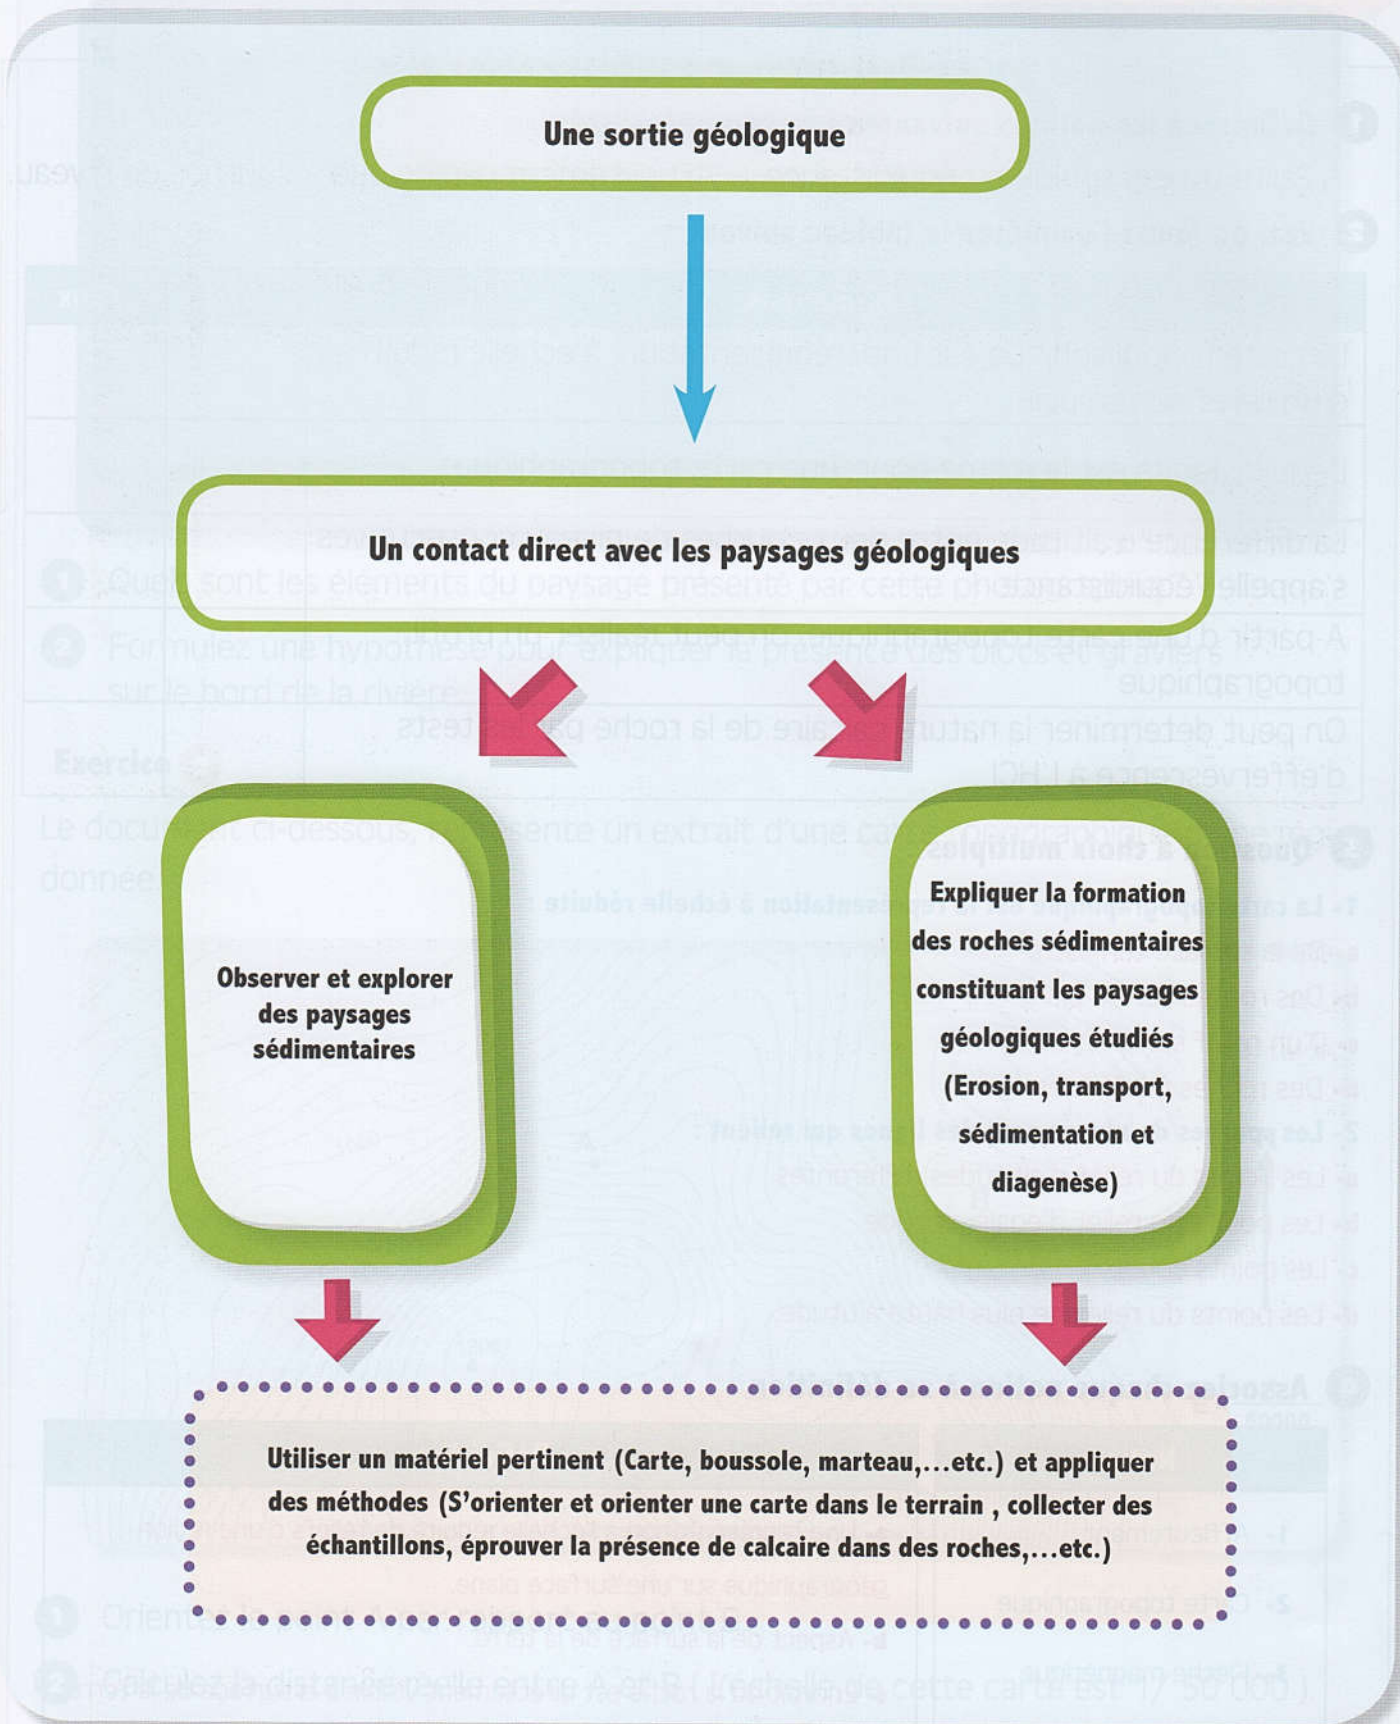 Une sortie géologique
Un contact direct avec les paysages géologiques
Observer et explorer
des paysages
sédimentaires
Expliquer la formation
des roches sédimentaires
constituant les paysages
géologiques étudiés
(Erosion, transport,
sédimentation et
diagenèse)
Utiliser un matériel pertinent (Carte, boussole, marteau,...etc.) et appliquer
des méthodes (S'orienter et orienter une carte dans le terrain , collecter des
échantillons, éprouver la présence de calcaire dans des roches,...etc.)